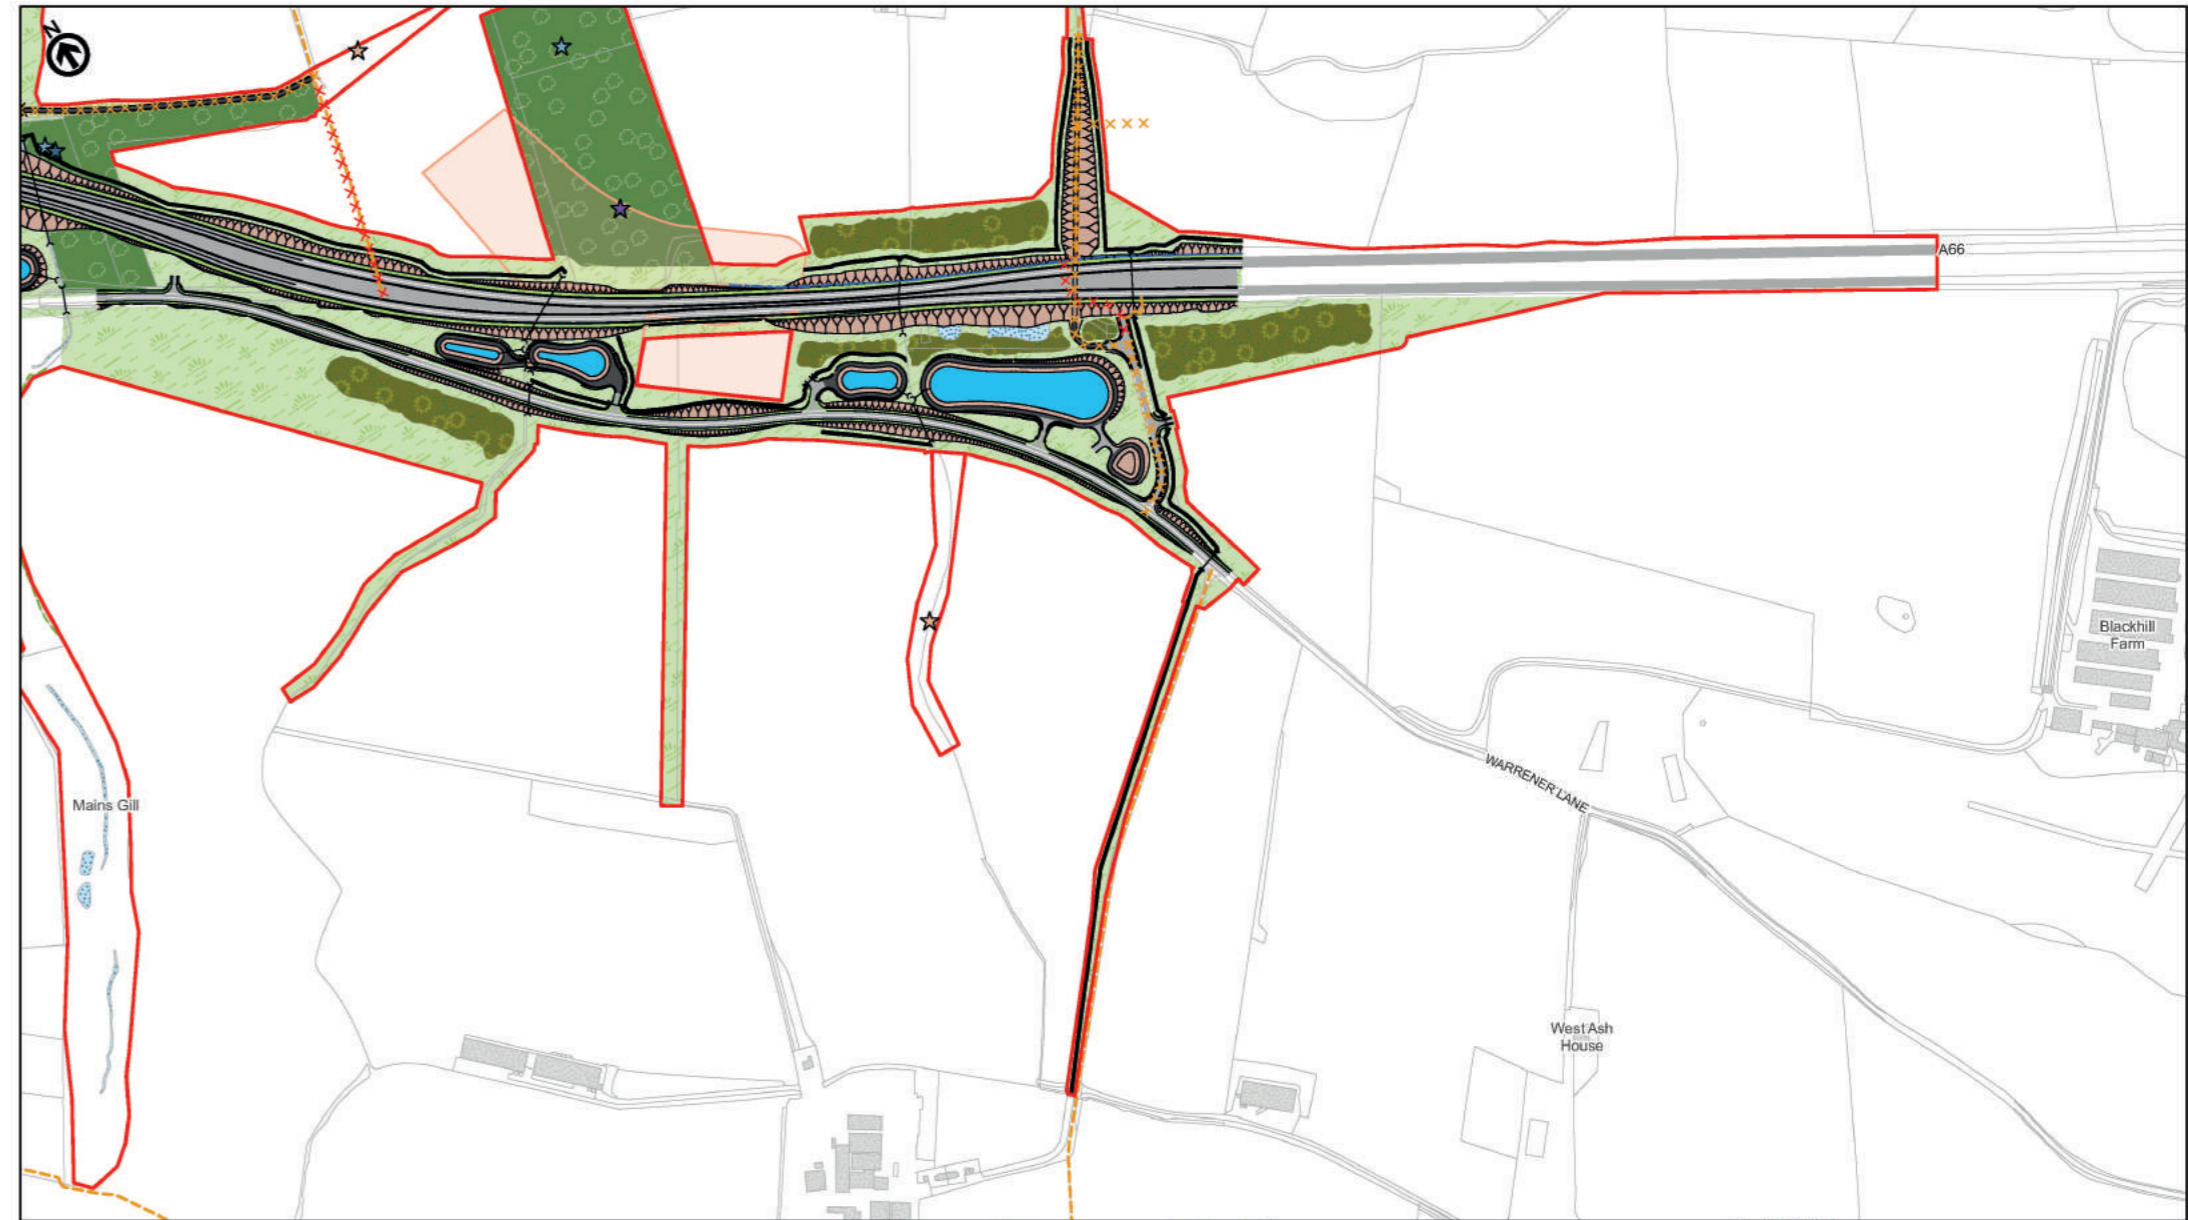 N
A66
Blackhill
Farm
WARRENER LANE
Mains Gill
West Ash
House